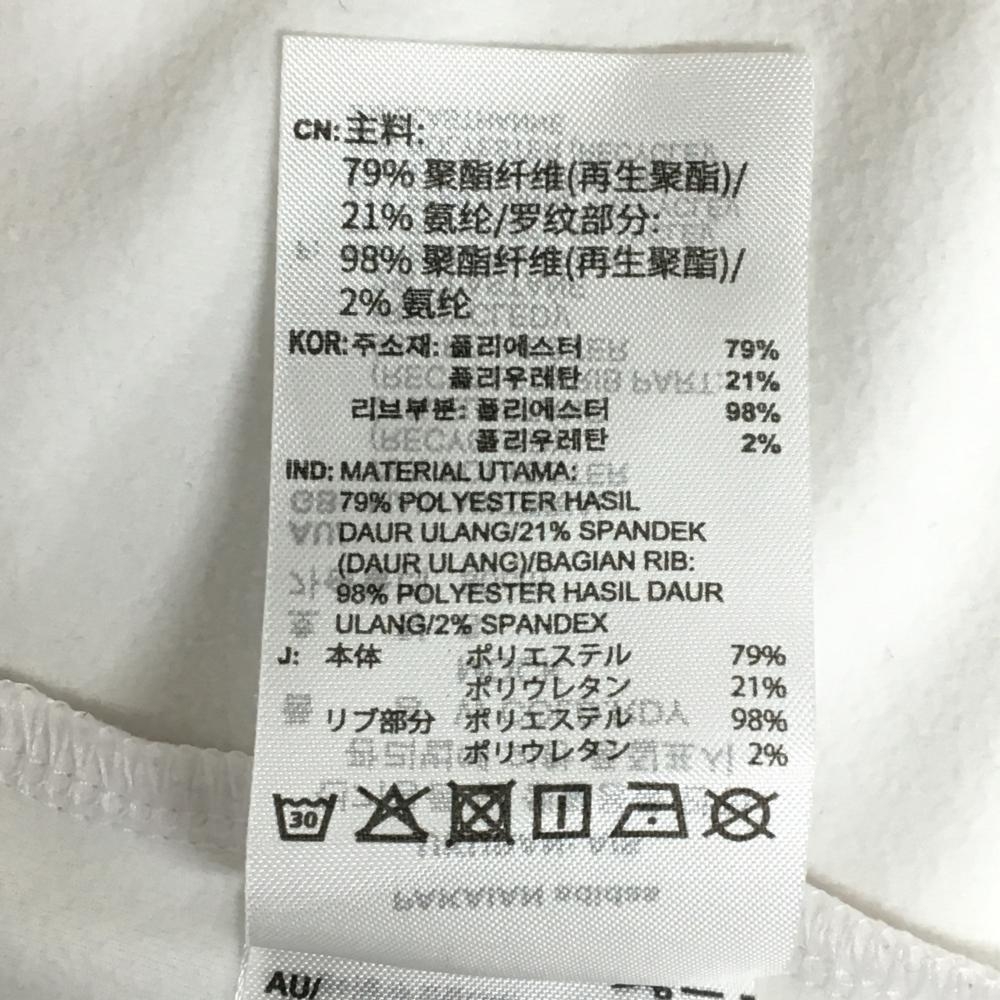 CN: 主料:
79% 聚酯纤维(再生聚酯)/
21% 氨纶/罗纹部分:
98% 聚酯纤维(再生聚酯)/
2% 氨纶
KOR: 주소재: 폴리에스터 79%
폴리우레탄 21%
리브부분: 폴리에스터 98%
폴리우레탄 2%
IND: MATERIAL UTAMA:
79% POLYESTER HASIL
DAUR ULANG/21% SPANDEK
(DAUR ULANG)/BAGIAN RIB:
98% POLYESTER HASIL DAUR
ULANG/2% SPANDEX
J: 本体 ポリエステル 79%
ポリウレタン 21%
リブ部分 ポリエステル 98%
ポリウレタン 2%
30
PAKAIAN adidas
AU/